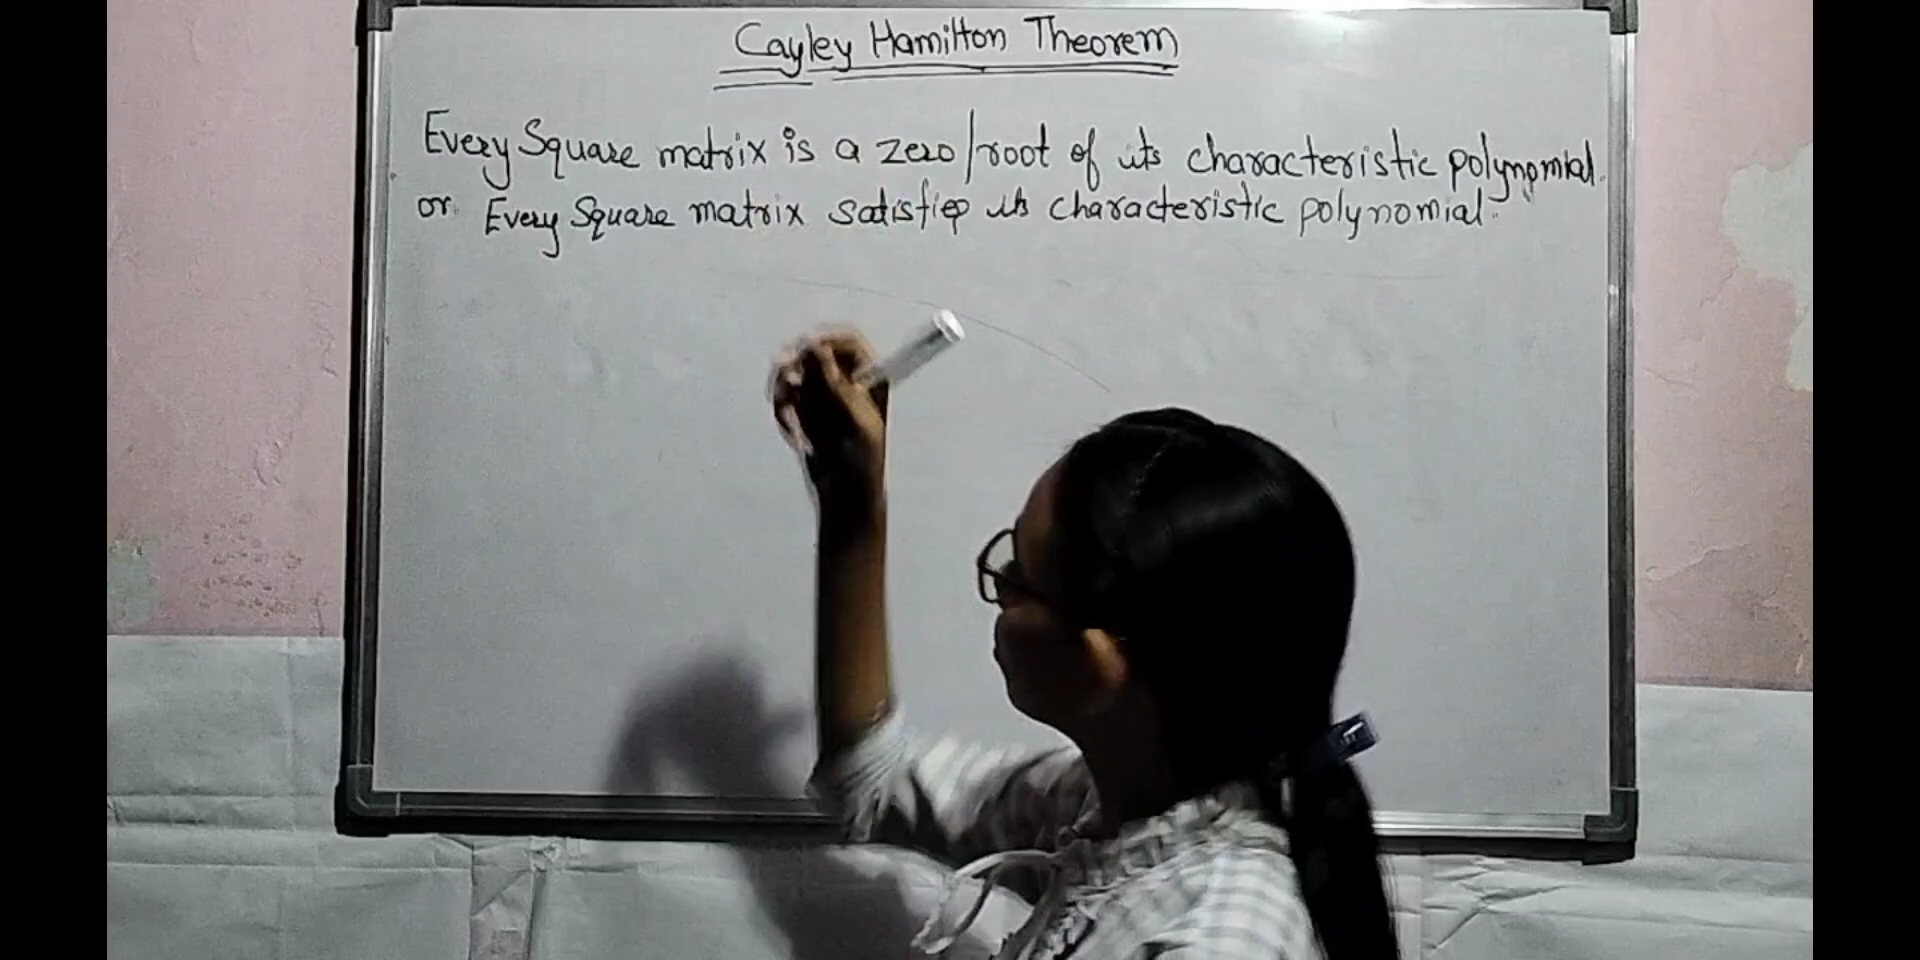 Cayley Hamilton Theorem
Every Square matrix is a zero/root of its characteristic polynomial.
or Every Square matrix satisfies its characteristic polynomial.